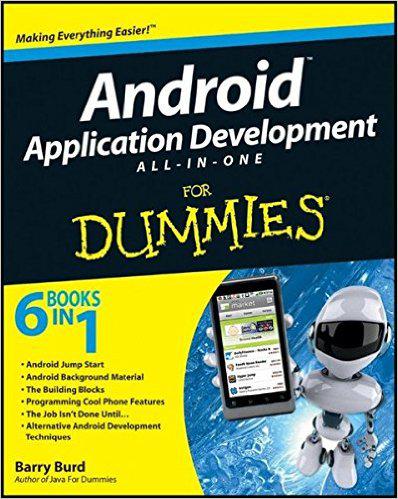 Making Everything Easier!™
Android™
Application Development
ALL-IN-ONE
FOR
DUMMIES®
6 BOOKS
IN 1
• Android Jump Start
• Android Background Material
• The Building Blocks
• Programming Cool Phone Features
• The Job Isn't Done Until…
• Alternative Android Development
Techniques
Barry Burd
Author of Java For Dummies
market